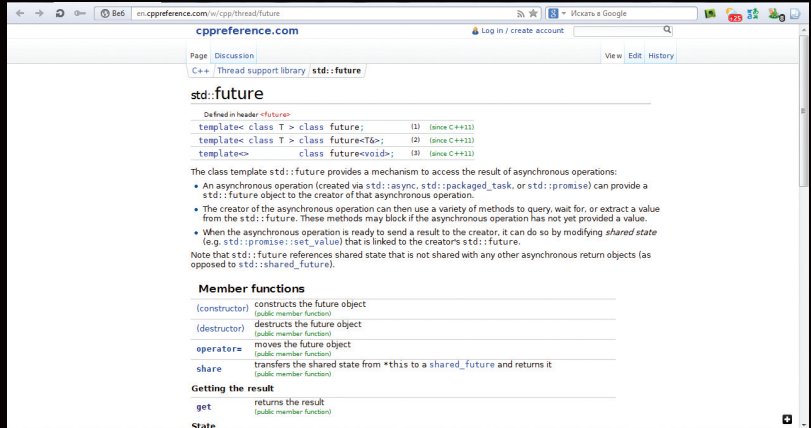 Веб en.cppreference.com/w/cpp/thread/future Искать в Google +25
cppreference.com Log in / create account
Page Discussion View Edit History
C++ Thread support library std::future
std::future
Defined in header <future>
template< class T > class future; (1) (since C++11)
template< class T > class future<T&>; (2) (since C++11)
template<> class future<void>; (3) (since C++11)
The class template std::future provides a mechanism to access the result of asynchronous operations:
• An asynchronous operation (created via std::async, std::packaged_task, or std::promise) can provide a
std::future object to the creator of that asynchronous operation.
• The creator of the asynchronous operation can then use a variety of methods to query, wait for, or extract a value
from the std::future. These methods may block if the asynchronous operation has not yet provided a value.
• When the asynchronous operation is ready to send a result to the creator, it can do so by modifying shared state
(e.g. std::promise::set_value) that is linked to the creator's std::future.
Note that std::future references shared state that is not shared with any other asynchronous return objects (as
opposed to std::shared_future).
Member functions
(constructor) constructs the future object
(public member function)
(destructor) destructs the future object
(public member function)
operator= moves the future object
(public member function)
share transfers the shared state from *this to a shared_future and returns it
(public member function)
Getting the result
get returns the result
(public member function)
State